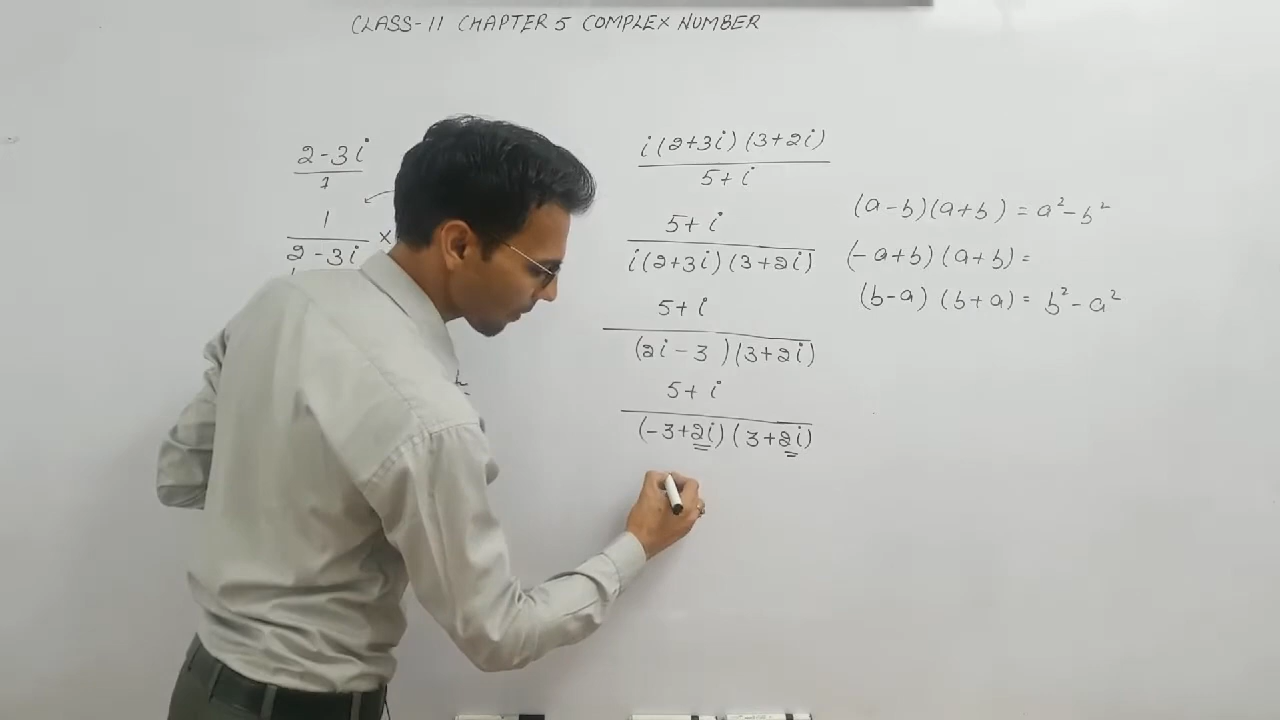 CLASS-11 CHAPTER 5 COMPLEX NUMBER
2-3i
1
1
2-3i
×
i(2+3i)(3+2i)
5+i
5+i
i(2+3i)(3+2i)
5+i
(2i-3)(3+2i)
5+i
(-3+2i)(3+2i)
(a-b)(a+b) = a²-b²
(-a+b)(a+b) =
(b-a)(b+a) = b²-a²